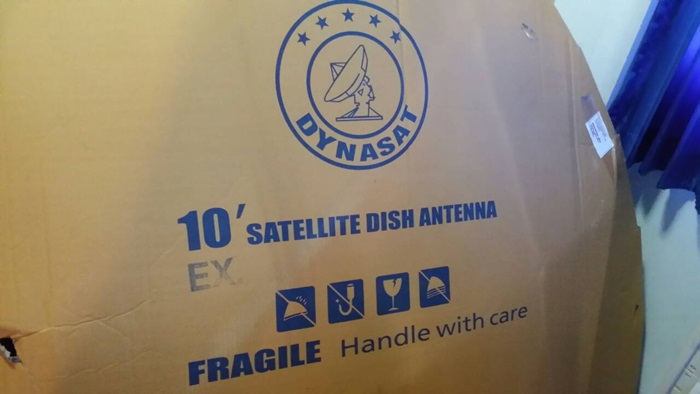 DYNASAT
10' SATELLITE DISH ANTENNA
EX.
FRAGILE Handle with care